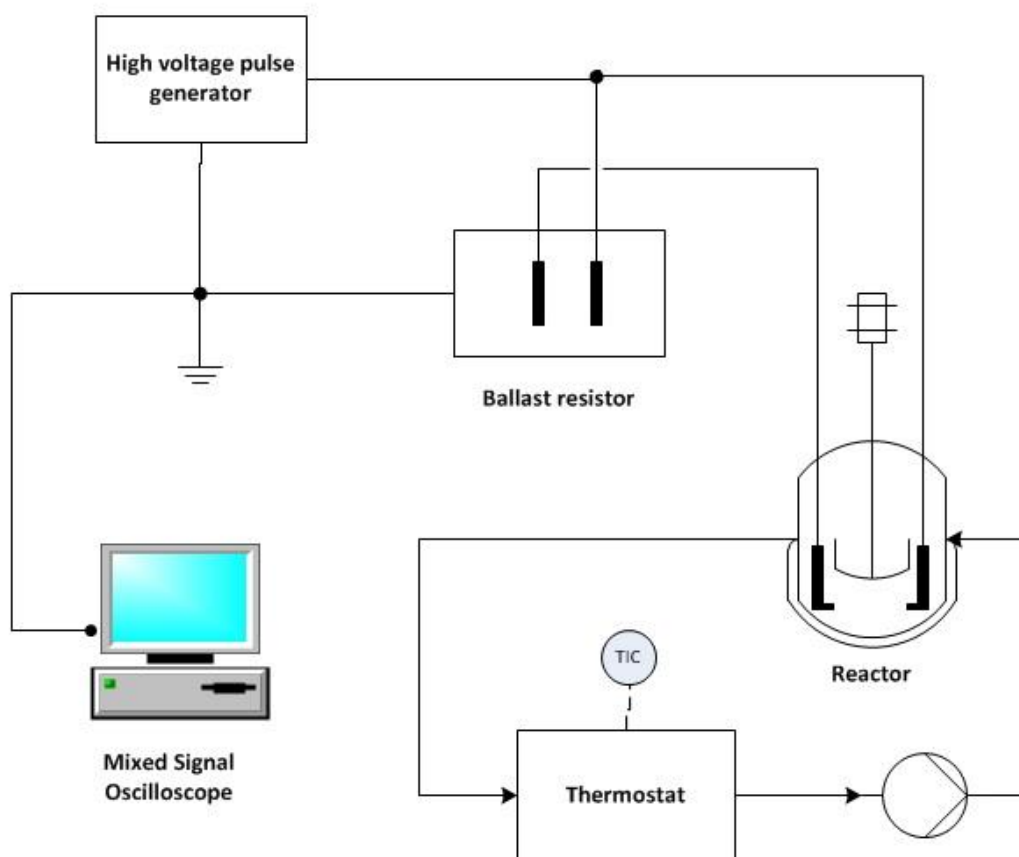 High voltage pulse
generator
Ballast resistor
Reactor
TIC
Mixed Signal
Oscilloscope
Thermostat